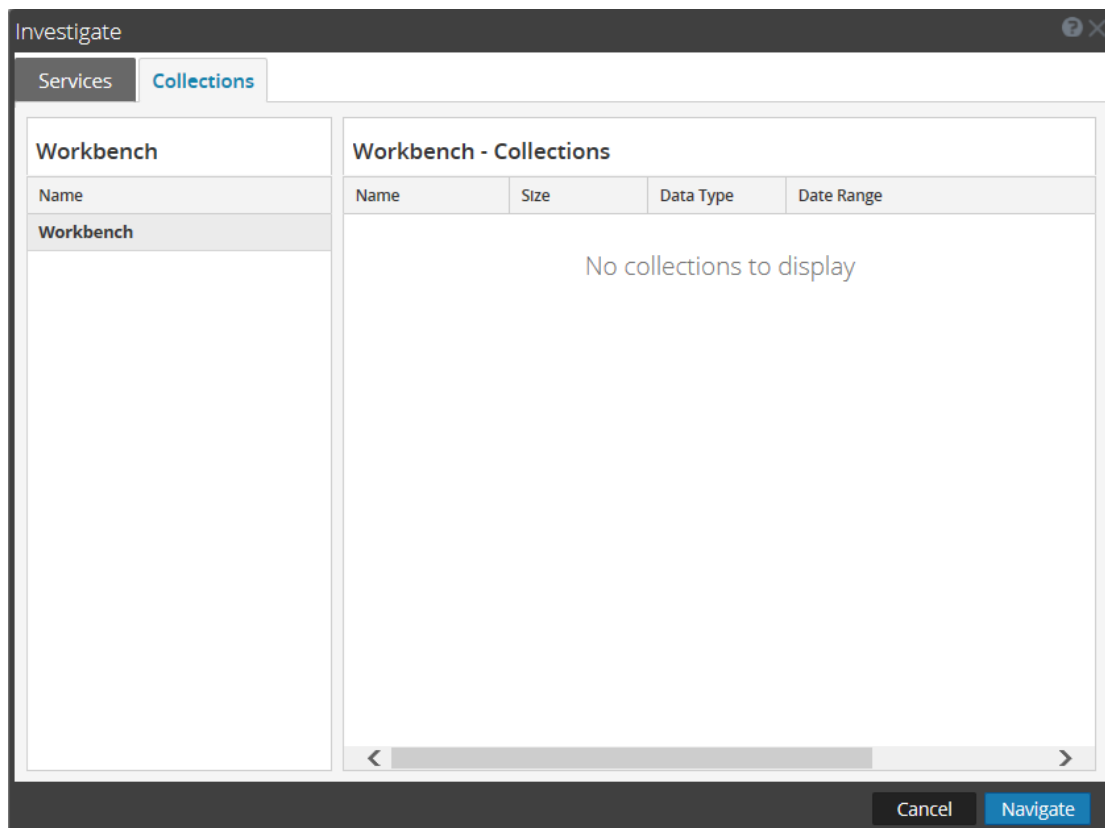 Investigate
Services Collections
Workbench
Name
Workbench
Workbench - Collections
Name Size Data Type Date Range
No collections to display
Cancel Navigate